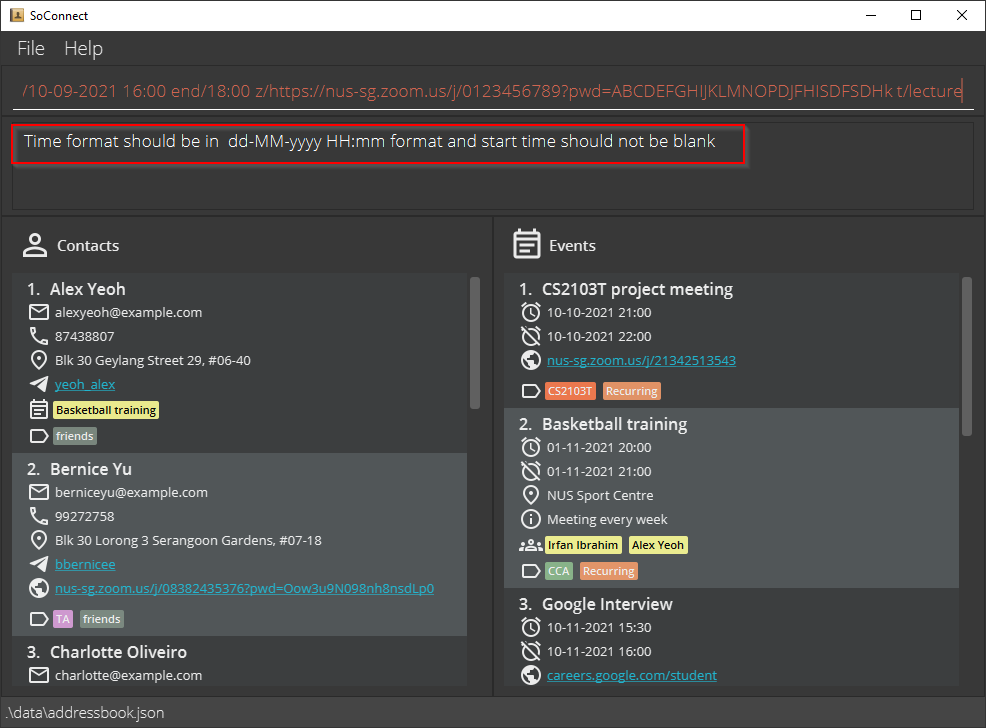 SoConnect
File Help
/10-09-2021 16:00 end/18:00 z/https://nus-sg.zoom.us/j/0123456789?pwd=ABCDEFGHIJKLMNOPDJFHISDFSDHk t/lecture
Time format should be in  dd-MM-yyyy HH:mm format and start time should not be blank
Contacts
1. Alex Yeoh
alexyeoh@example.com
87438807
Blk 30 Geylang Street 29, #06-40
yeoh_alex
Basketball training
friends
2. Bernice Yu
berniceyu@example.com
99272758
Blk 30 Lorong 3 Serangoon Gardens, #07-18
bbernicee
nus-sg.zoom.us/j/08382435376?pwd=Oow3u9N098nh8nsdLp0
TA friends
3. Charlotte Oliveiro
charlotte@example.com
Events
1. CS2103T project meeting
10-10-2021 21:00
10-10-2021 22:00
nus-sg.zoom.us/j/21342513543
CS2103T Recurring
2. Basketball training
01-11-2021 20:00
01-11-2021 21:00
NUS Sport Centre
Meeting every week
Irfan Ibrahim Alex Yeoh
CCA Recurring
3. Google Interview
10-11-2021 15:30
10-11-2021 16:00
careers.google.com/student
.\data\addressbook.json